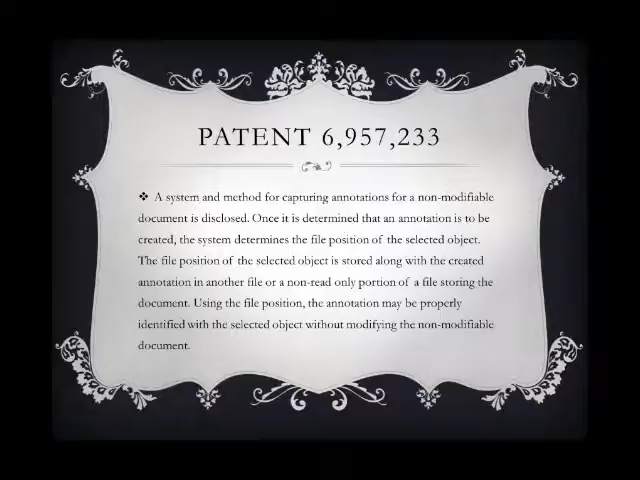 PATENT 6,957,233
❖ A system and method for capturing annotations for a non-modifiable
document is disclosed. Once it is determined that an annotation is to be
created, the system determines the file position of the selected object.
The file position of the selected object is stored along with the created
annotation in another file or a non-read only portion of a file storing the
document. Using the file position, the annotation may be properly
identified with the selected object without modifying the non-modifiable
document.